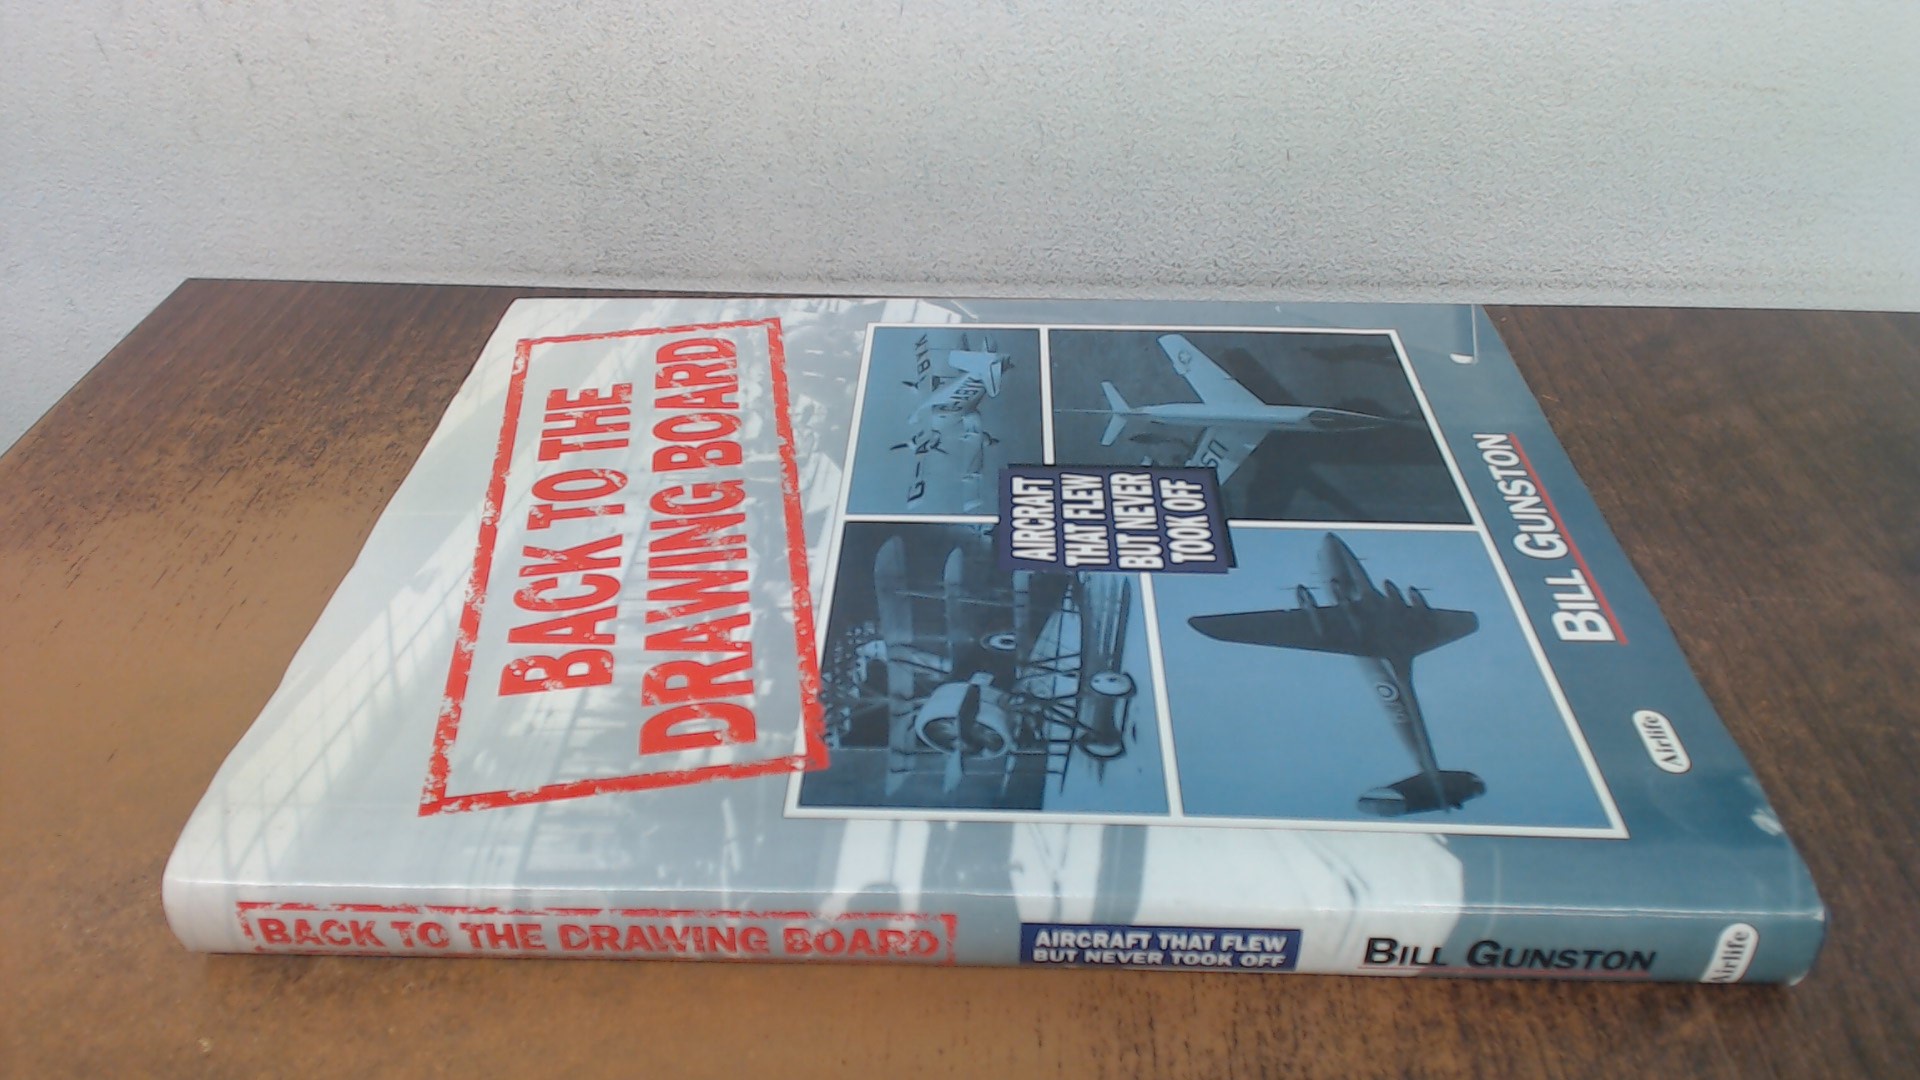 BACK TO THE
DRAWING BOARD
AIRCRAFT
THAT FLEW
BUT NEVER
TOOK OFF
BILL GUNSTON
Airlife
BACK TO THE DRAWING BOARD
AIRCRAFT THAT FLEW
BUT NEVER TOOK OFF
BILL GUNSTON
Airlife